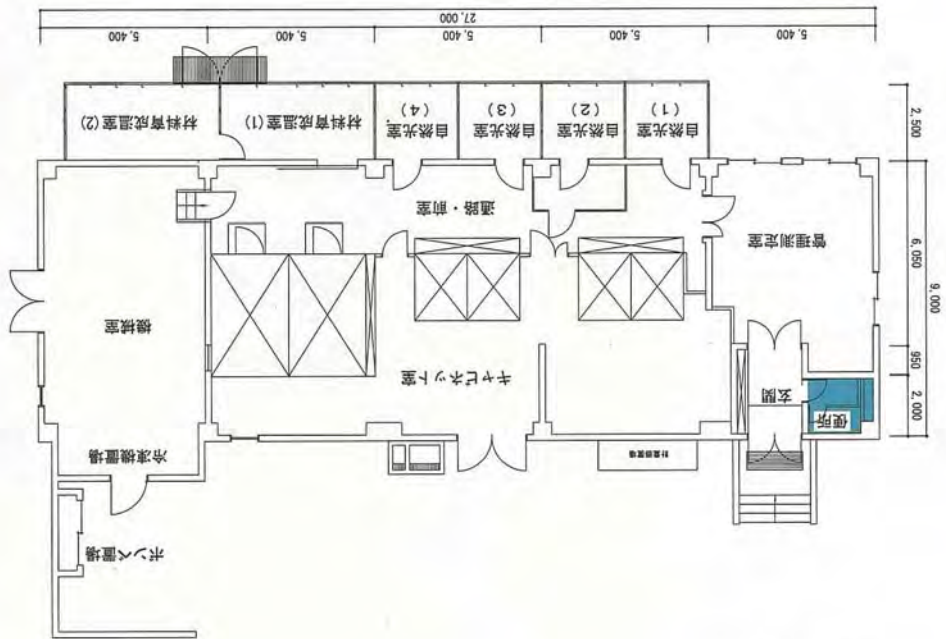 ボンベ置場
冷凍機置場
便所
玄関
キャビネット室
機械室
管理測定室
通路・前室
自然光室
(1)
自然光室
(2)
自然光室
(3)
自然光室
(4)
材料育成温室(1)
材料育成温室(2)
2,000
950
6,050
9,000
2,500
5,400
5,400
5,400
5,400
5,400
27,000